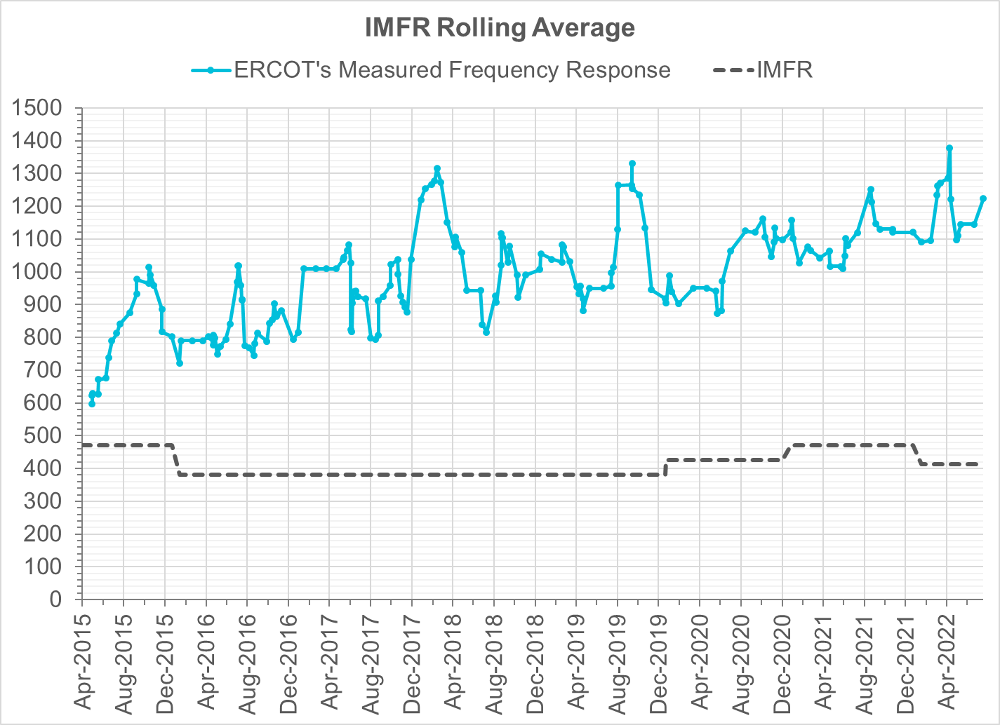 IMFR Rolling Average
ERCOT's Measured Frequency Response IMFR
1500
1400
1300
1200
1100
1000
900
800
700
600
500
400
300
200
100
0
Apr-2015
Aug-2015
Dec-2015
Apr-2016
Aug-2016
Dec-2016
Apr-2017
Aug-2017
Dec-2017
Apr-2018
Aug-2018
Dec-2018
Apr-2019
Aug-2019
Dec-2019
Apr-2020
Aug-2020
Dec-2020
Apr-2021
Aug-2021
Dec-2021
Apr-2022